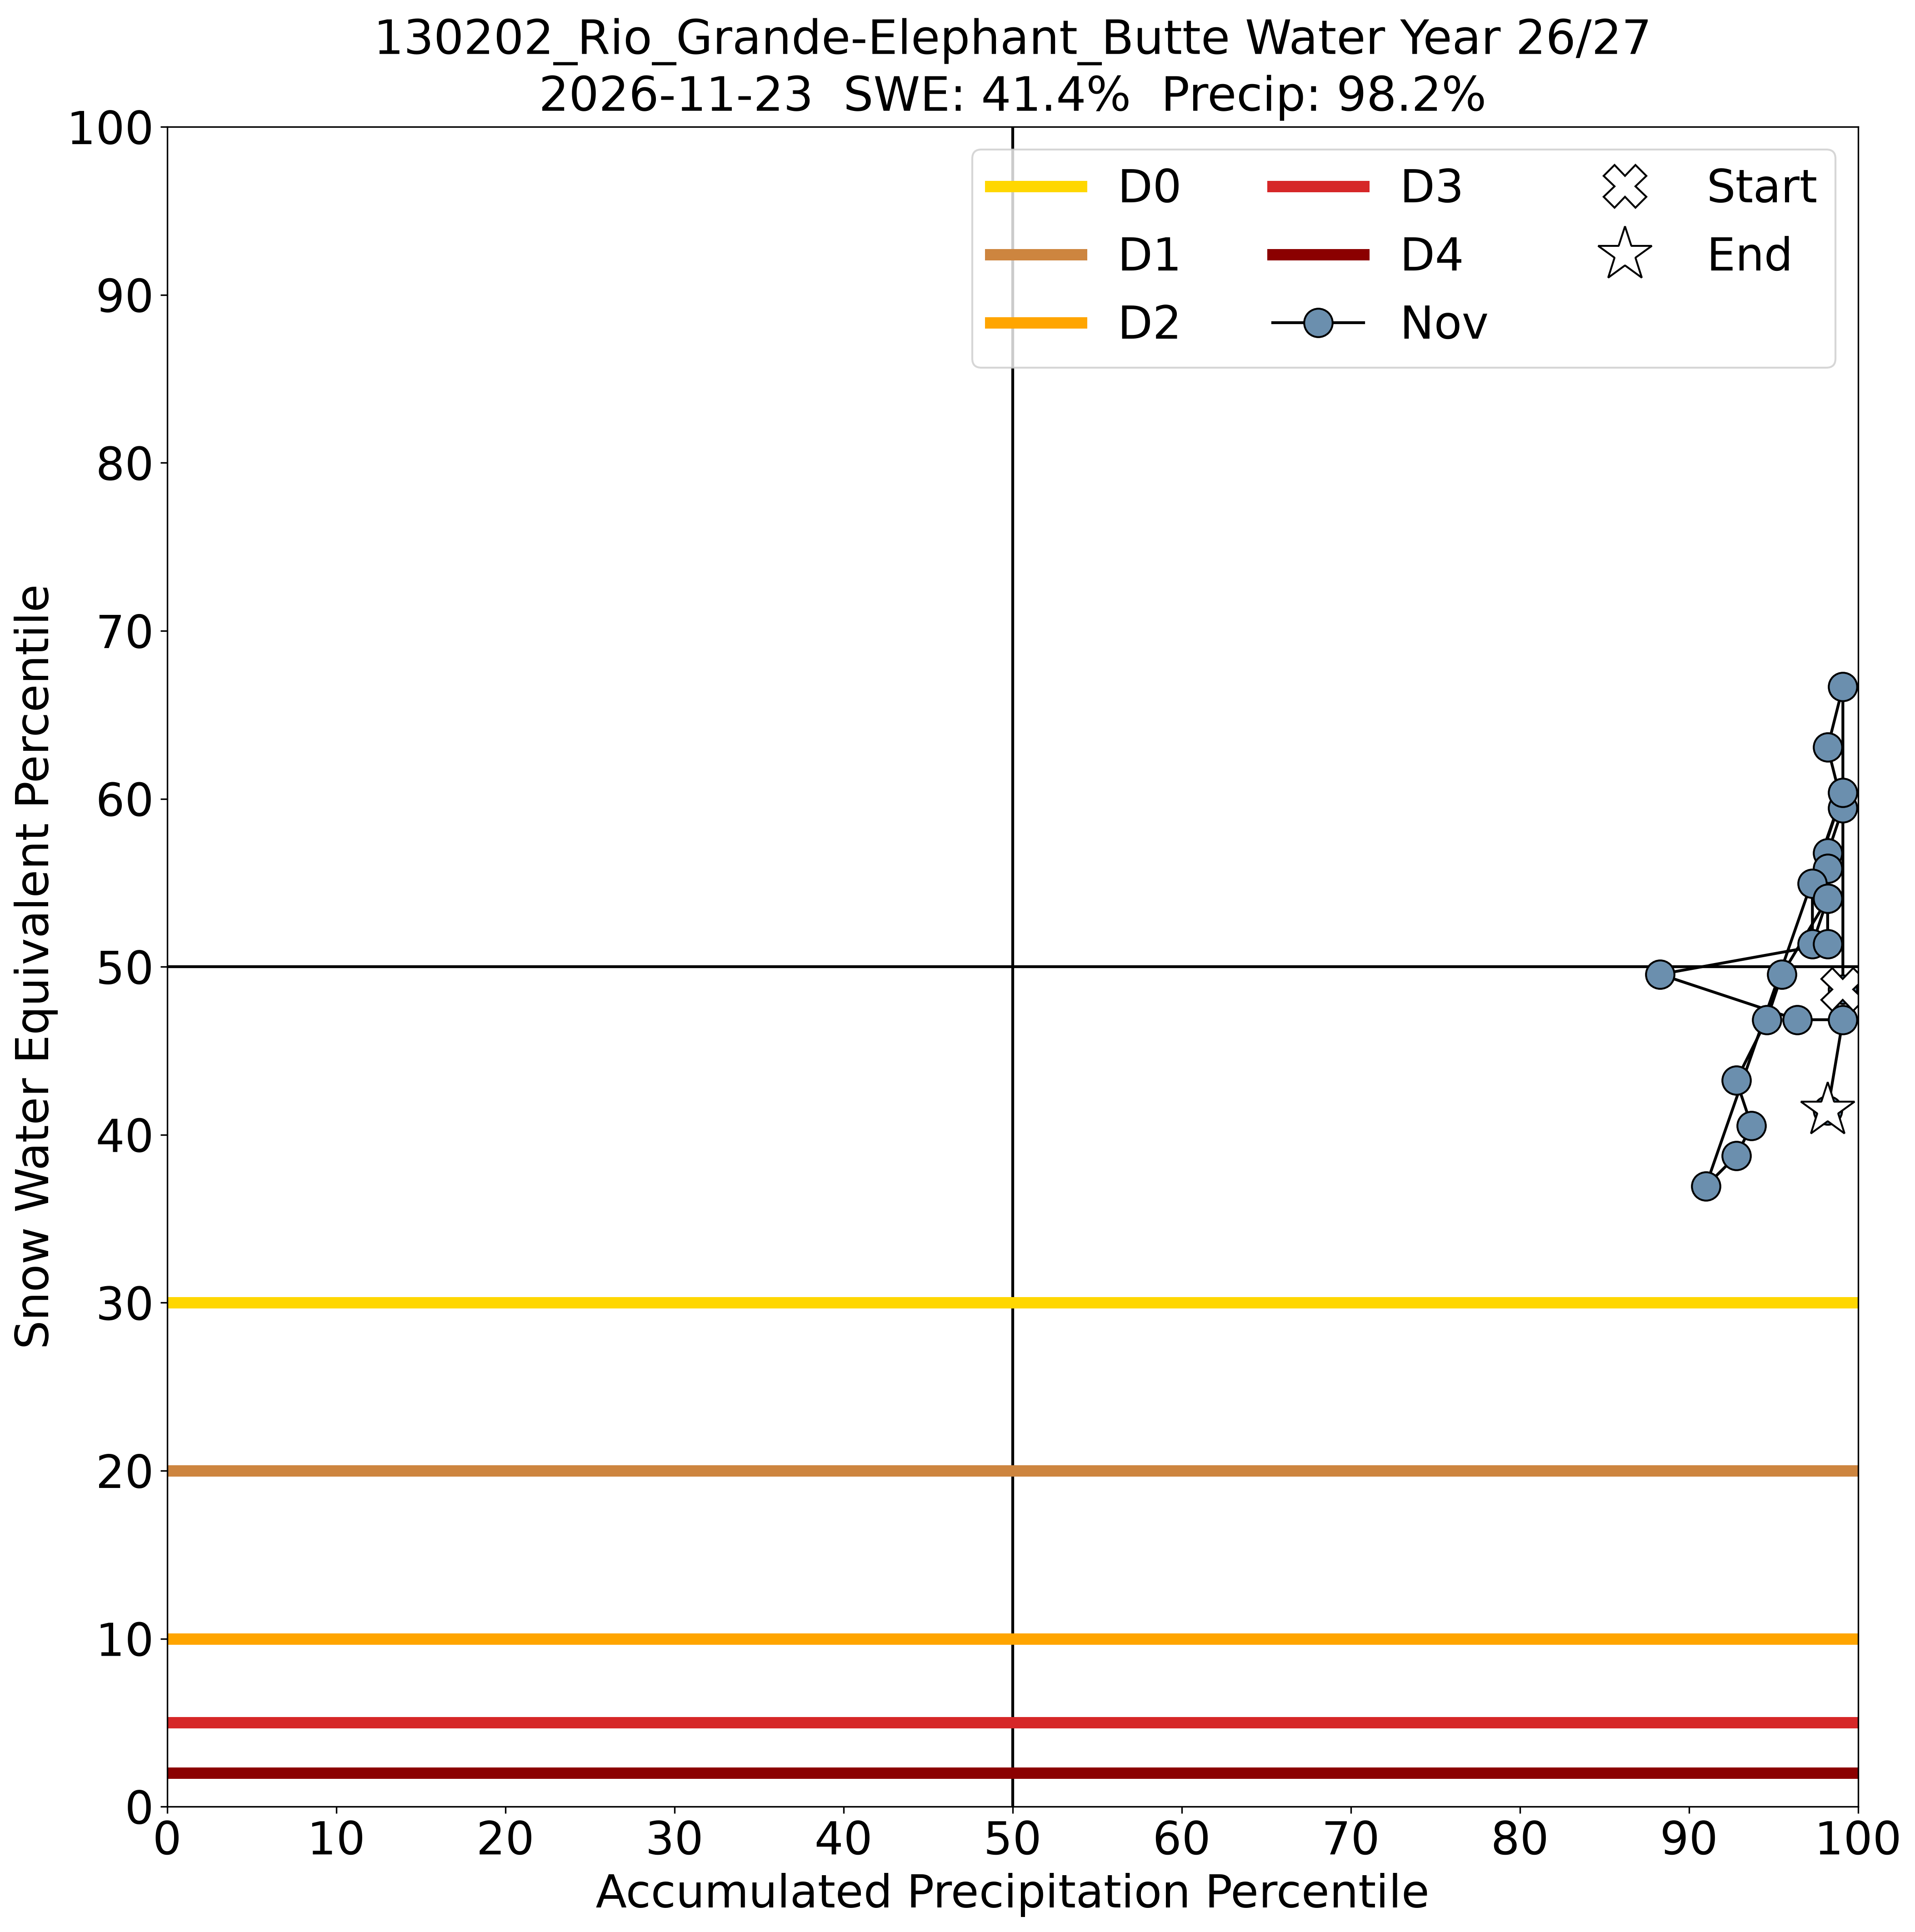 130202_Rio_Grande-Elephant_Butte Water Year 26/27
2026-11-23  SWE: 41.4%  Precip: 98.2%
D0
D1
D2
D3
D4
Nov
Start
End
Snow Water Equivalent Percentile
100
90
80
70
60
50
40
30
20
10
0
0 10 20 30 40 50 60 70 80 90 100
Accumulated Precipitation Percentile